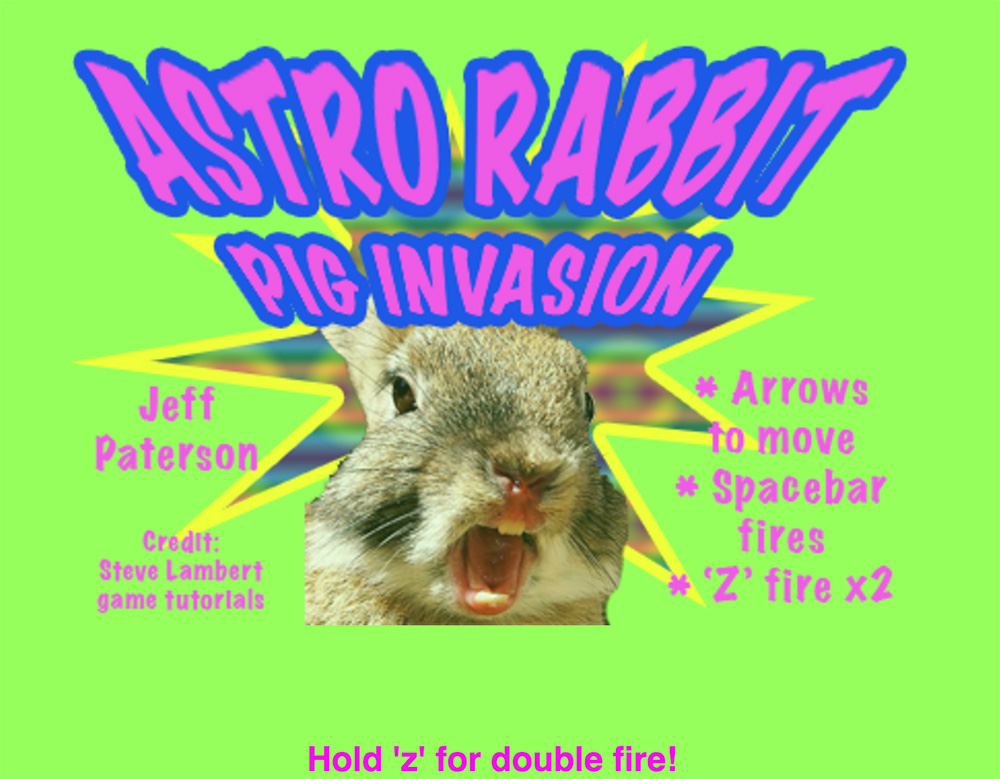 ASTRO RABBIT
PIG INVASION
Jeff
Paterson
Credit:
Steve Lambert
game tutorials
* Arrows
to move
* Spacebar
fires
* ‘Z’ fire x2
Hold 'z' for double fire!